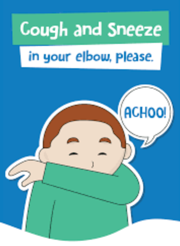 Cough and Sneeze
in your elbow, please.
ACHOO!